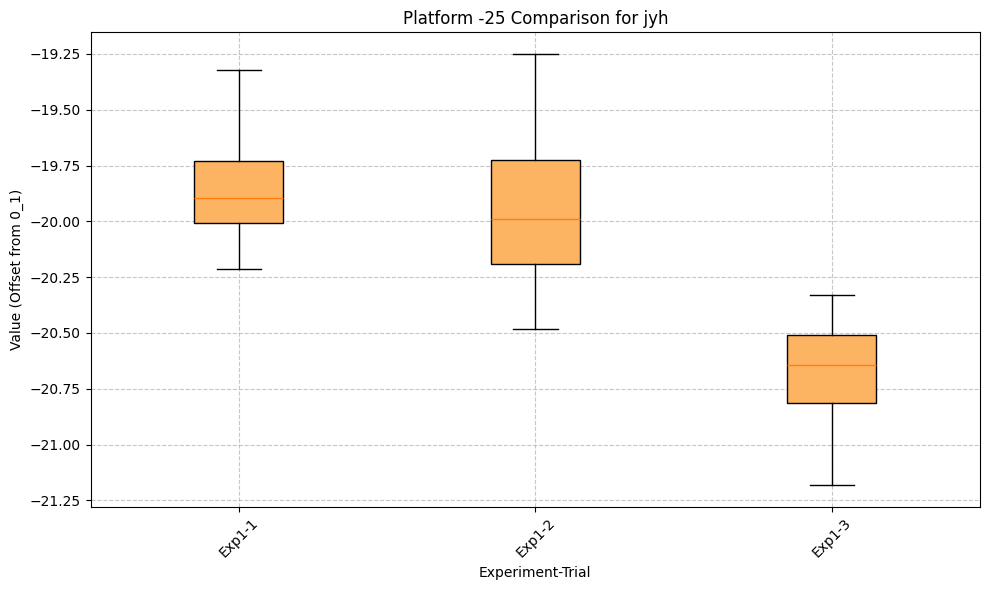 Platform -25 Comparison for jyh
Value (Offset from 0_1)
−19.25
−19.50
−19.75
−20.00
−20.25
−20.50
−20.75
−21.00
−21.25
Exp1-1
Exp1-2
Exp1-3
Experiment-Trial